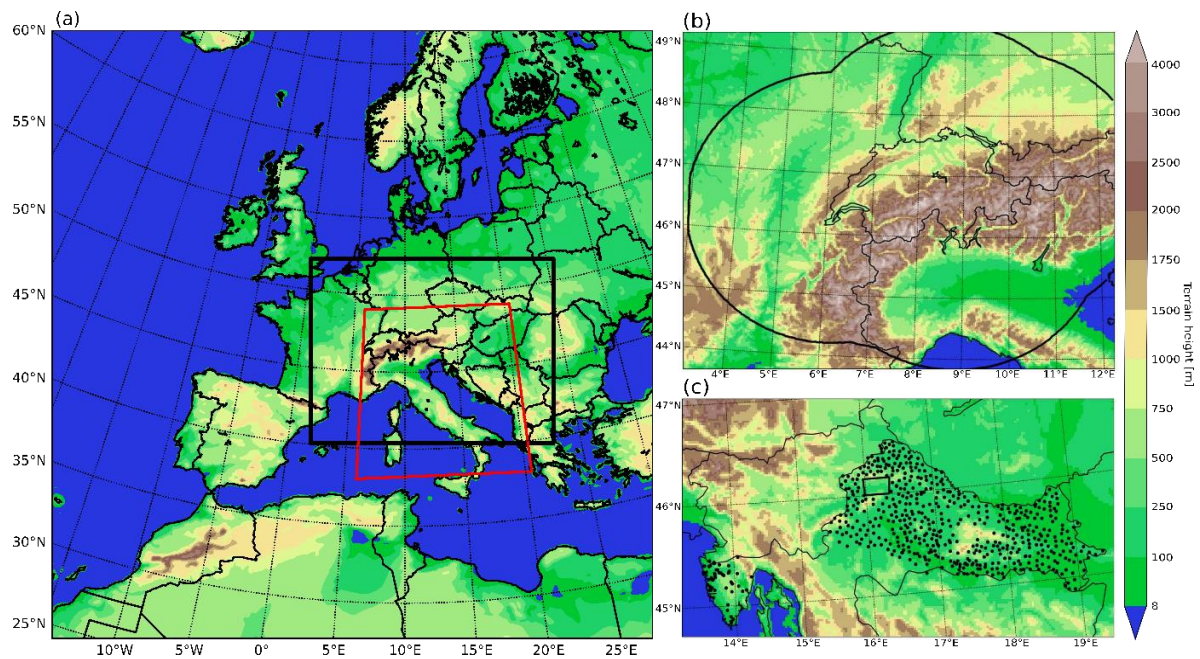 (a)
60°N
55°N
50°N
45°N
40°N
35°N
30°N
25°N
10°W
5°W
0°
5°E
10°E
15°E
20°E
25°E
(b)
49°N
48°N
47°N
46°N
45°N
44°N
4°E
5°E
6°E
7°E
8°E
9°E
10°E
11°E
12°E
(c)
47°N
46°N
45°N
14°E
15°E
16°E
17°E
18°E
19°E
4000
3000
2500
2000
1750
1500
1000
750
500
250
100
8
Terrain height [m]